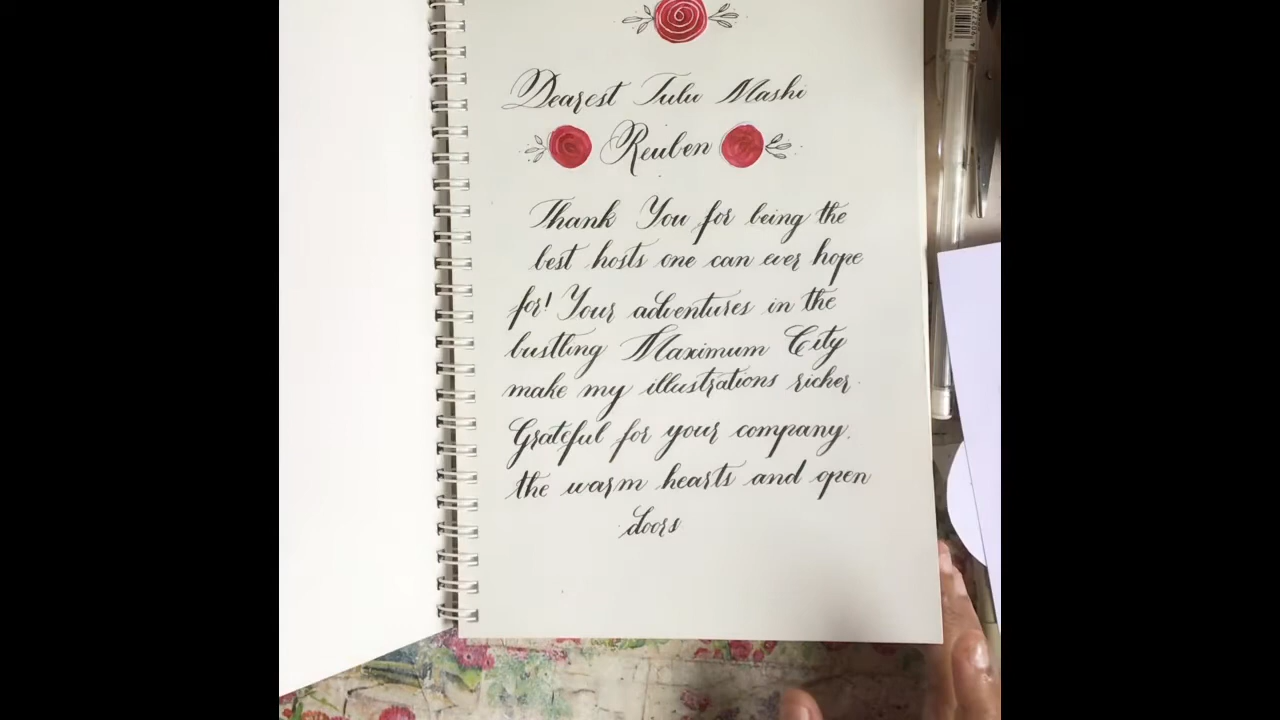 Dearest Tulu Mashi
Reuben
Thank You for being the
best hosts one can ever hope
for! Your adventures in the
bustling Maximum City
make my illustrations richer.
Grateful for your company,
the warm hearts and open
doors